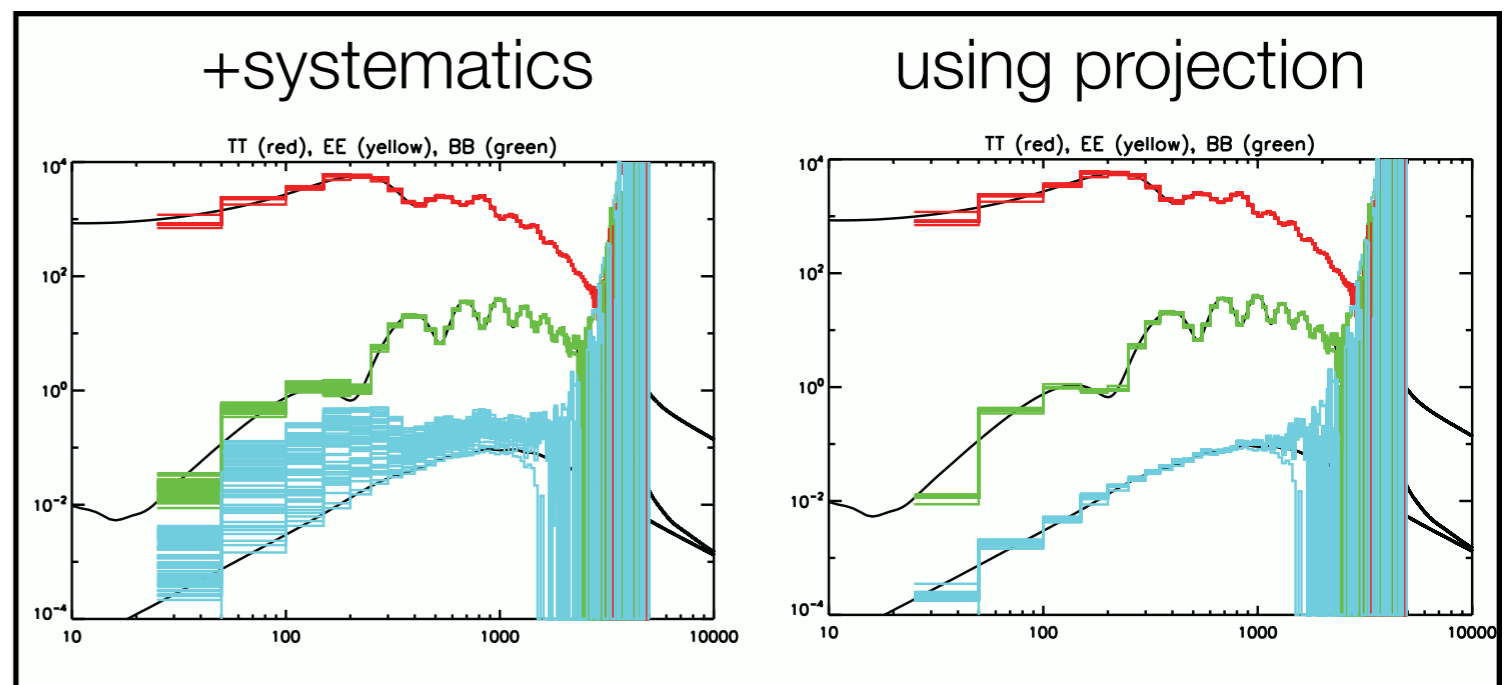 +systematics
using projection
TT (red), EE (yellow), BB (green)
10⁴
10²
10⁰
10⁻²
10⁻⁴
10 100 1000 10000
TT (red), EE (yellow), BB (green)
10⁴
10²
10⁰
10⁻²
10⁻⁴
10 100 1000 10000